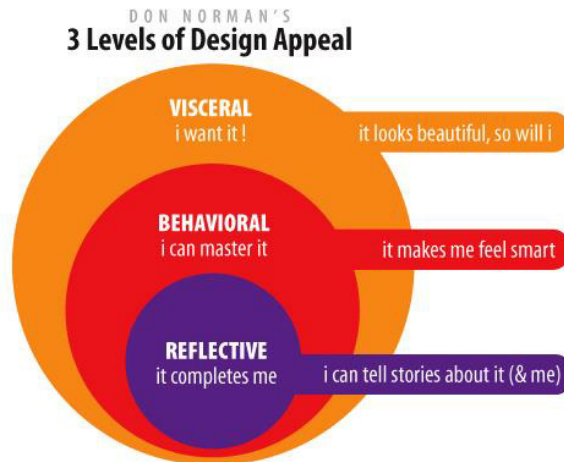 DON NORMAN'S
3 Levels of Design Appeal
VISCERAL
i want it !
it looks beautiful, so will i
BEHAVIORAL
i can master it
it makes me feel smart
REFLECTIVE
it completes me
i can tell stories about it (& me)